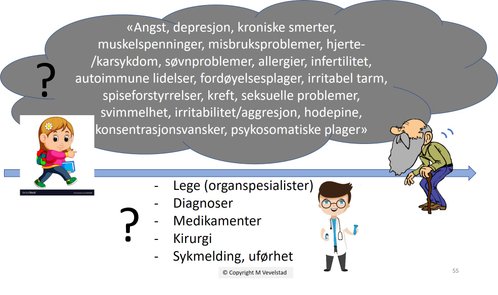 «Angst, depresjon, kroniske smerter,
muskelspenninger, misbruksproblemer, hjerte-
/karsykdom, søvnproblemer, allergier, infertilitet,
autoimmune lidelser, fordøyelsesplager, irritabel tarm,
spiseforstyrrelser, kreft, seksuelle problemer,
svimmelhet, irritabilitet/aggresjon, hodepine,
konsentrasjonsvansker, psykosomatiske plager»
?
?
- Lege (organspesialister)
- Diagnoser
- Medikamenter
- Kirurgi
- Sykmelding, uførhet
© Copyright M Vevelstad
55